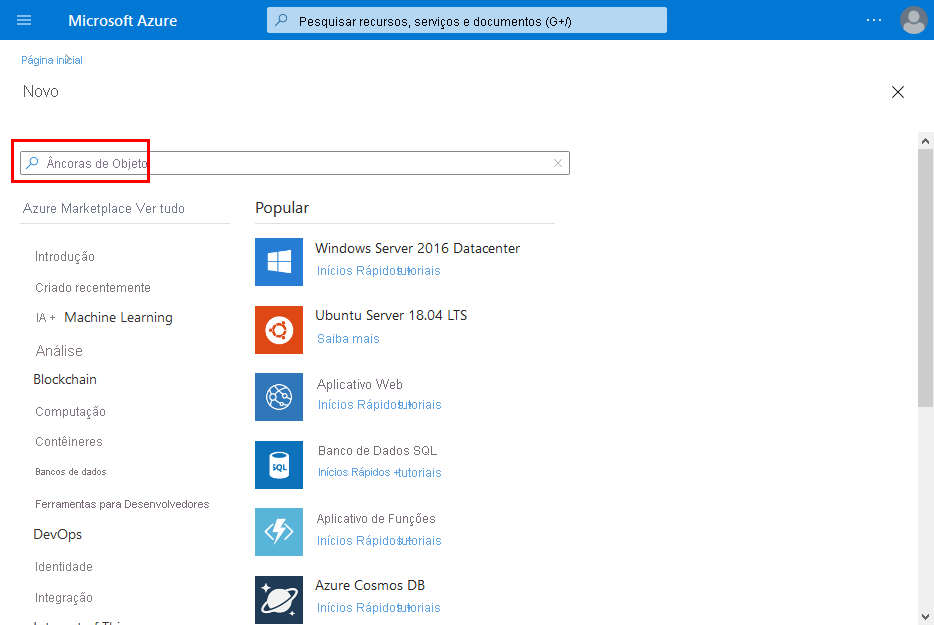 Microsoft Azure
Pesquisar recursos, serviços e documentos (G+/)
Página inicial
Novo
Âncoras de Objeto
Azure Marketplace Ver tudo
Popular
Introdução
Criado recentemente
IA + Machine Learning
Análise
Blockchain
Computação
Contêineres
Bancos de dados
Ferramentas para Desenvolvedores
DevOps
Identidade
Integração
Windows Server 2016 Datacenter
Inícios Rápidos + tutoriais
Ubuntu Server 18.04 LTS
Saiba mais
Aplicativo Web
Inícios Rápidos + tutoriais
Banco de Dados SQL
SQL
Inícios Rápidos + tutoriais
Aplicativo de Funções
Inícios Rápidos + tutoriais
Azure Cosmos DB
Inícios Rápidos + tutoriais